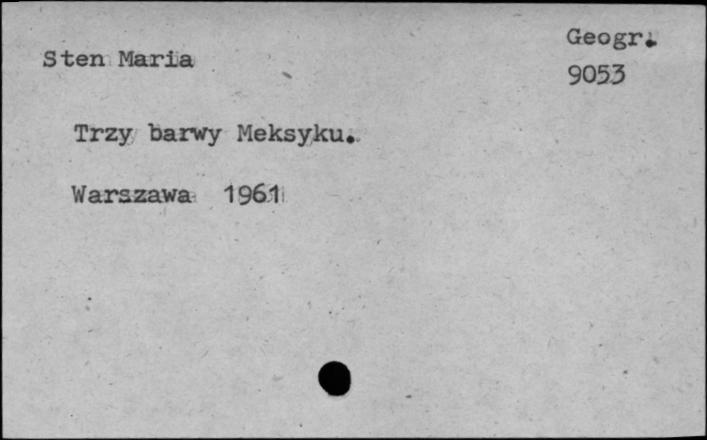 Geogr.
Sten Maria
9053
Trzy barwy Meksyku.
Warszawa 1961